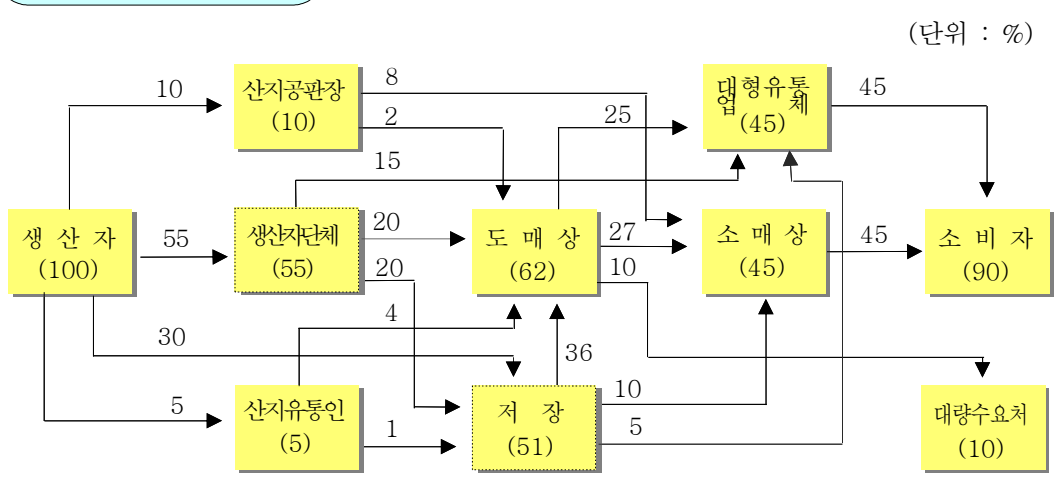 (단위 : %)
산지공판장
(10)
대형유통
업 체
(45)
10
8
2
25
45
15
생 산 자
(100)
55
생산자단체
(55)
20
20
도 매 상
(62)
27
10
소 매 상
(45)
45
소 비 자
(90)
4
30
36
5
산지유통인
(5)
1
저 장
(51)
10
5
대량수요처
(10)